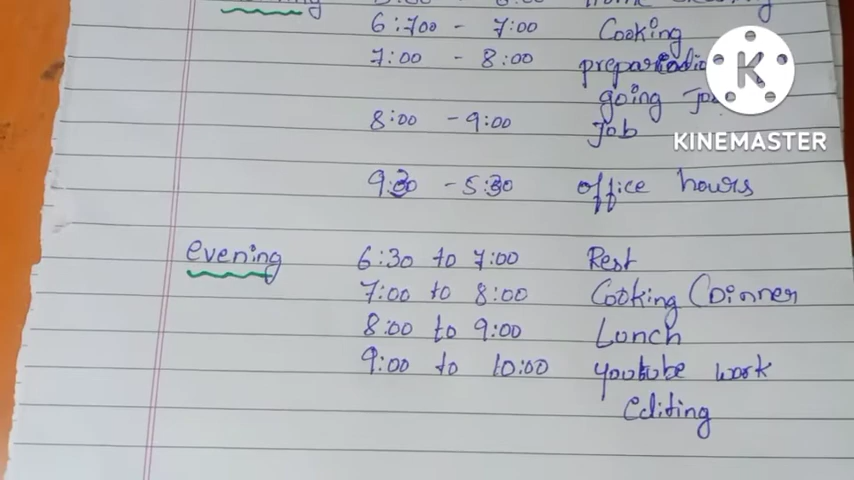 6:700 - 7:00 Cooking
7:00 - 8:00
going
8:00 - 9:00 Job
K
KINEMASTER
9:30 - 5:30 office hours
evening 6:30 to 7:00 Rest
7:00 to 8:00 Cooking (Dinner
8:00 to 9:00 Lunch
9:00 to 10:00 youtube work
Editing